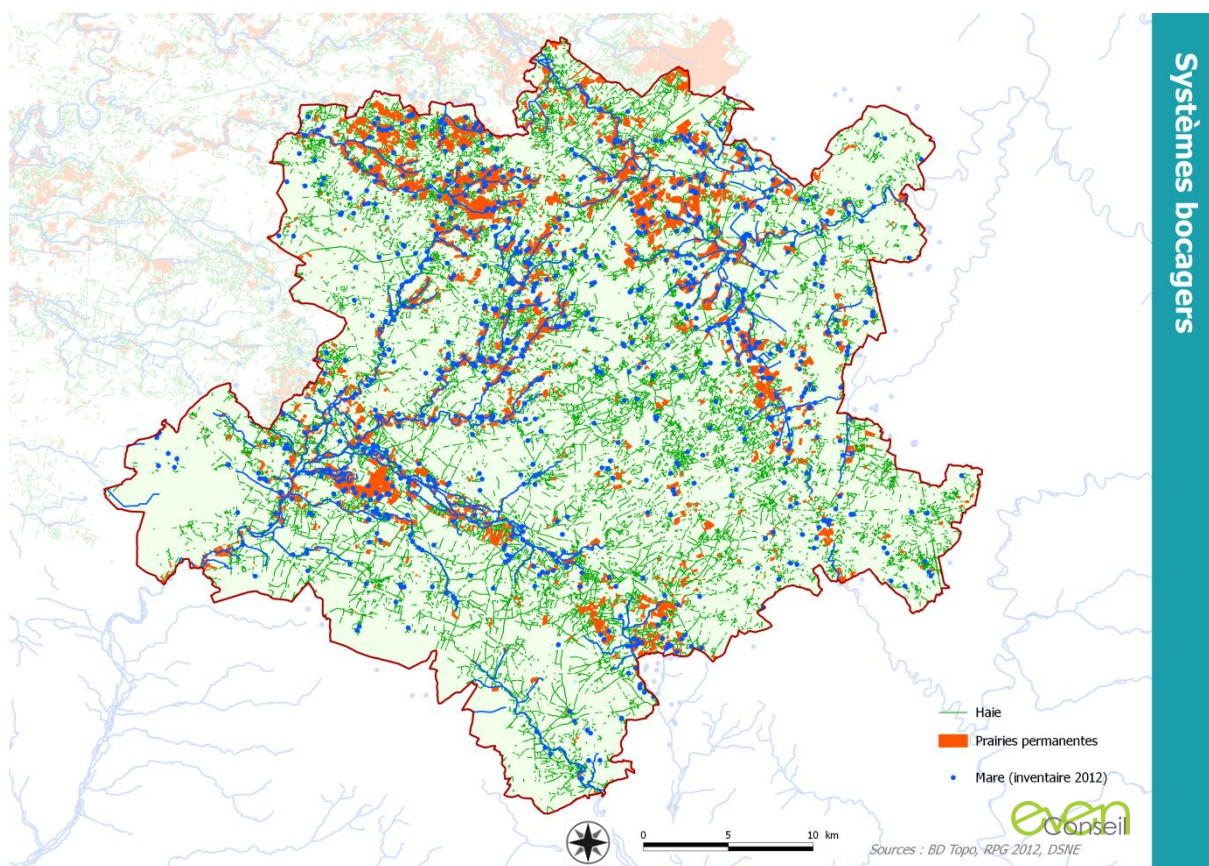 Systèmes bocagers
Haie
Prairies permanentes
Mare (inventaire 2012)
even
Conseil
0 5 10 km
Sources : BD Topo, RPG 2012, DSNE